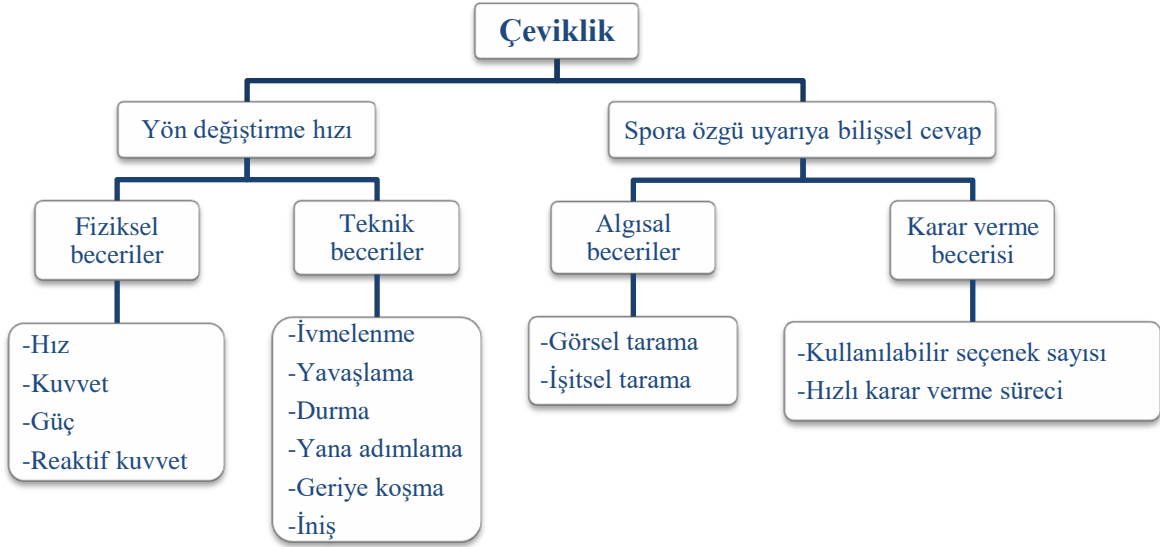 Çeviklik
Yön değiştirme hızı
Spora özgü uyarıya bilişsel cevap
Fiziksel
beceriler
Teknik
beceriler
Algısal
beceriler
Karar verme
becerisi
-Hız
-Kuvvet
-Güç
-Reaktif kuvvet
-İvmelenme
-Yavaşlama
-Durma
-Yana adımlama
-Geriye koşma
-İniş
-Görsel tarama
-İşitsel tarama
-Kullanılabilir seçenek sayısı
-Hızlı karar verme süreci